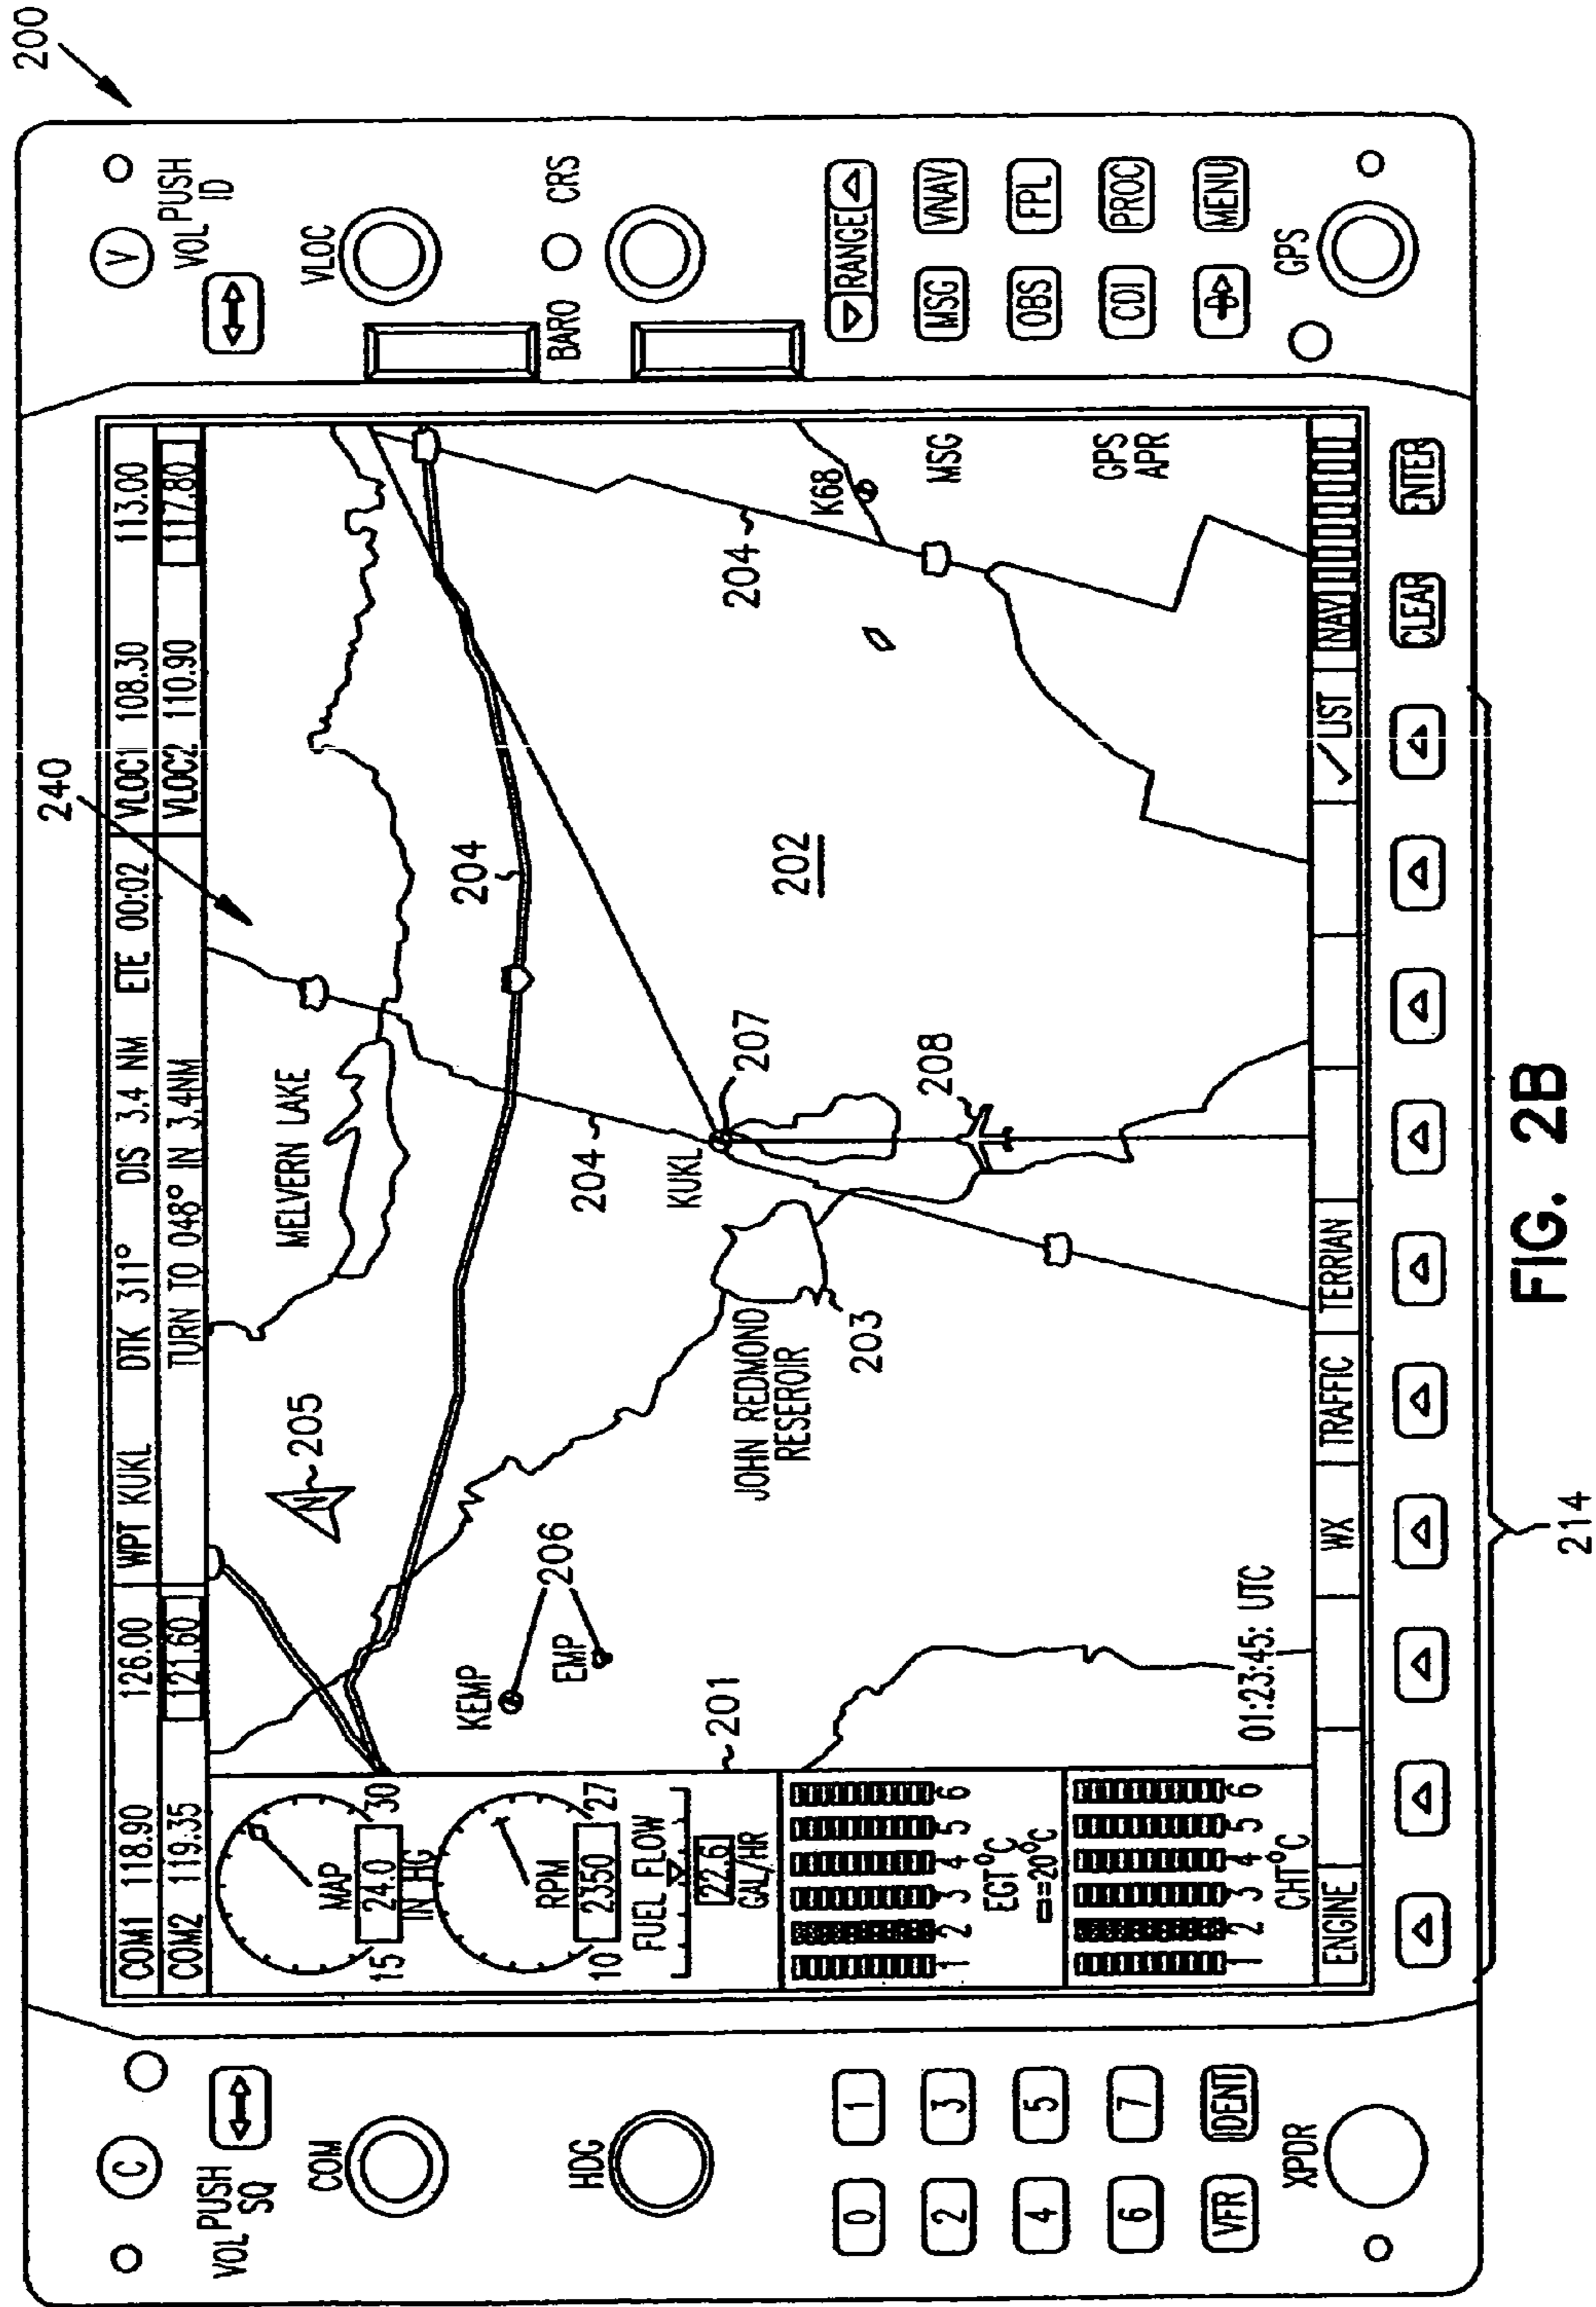 200
240
C
VOL PUSH
SQ
COM
HDG
0 1
2 3
4 5
6 7
VFR IDENT
XPDR
COM1 118.90 126.00 WPT KUKL DTK 311° DIS 3.4 NM ETE 00:02 VLOC1 108.30 113.00
COM2 119.35 121.60 TURN TO 048° IN 3.4NM VLOC2 110.90 117.80
MAP
15 24.0 30
IN HG
RPM
10 2350 27
FUEL FLOW
22.6
GAL/HR
1 2 3 4 5 6
EGT°C
=20°C
1 2 3 4 5 6
CHT°C
201
N
205
MELVERN LAKE
204
KEMP
EMP
206
204
KUKL
207
JOHN REDMOND
RESEROIR
203
208
202
204
K68
MSG
GPS
APR
01:23:45: UTC
ENGINE WX TRAFFIC TERRIAN LIST NAV
CLEAR ENTER
V
VOL PUSH
ID
VLOC
BARO CRS
RANGE
MSG VNAV
OBS FPL
CDI PROC
D MENU
GPS
214
FIG. 2B